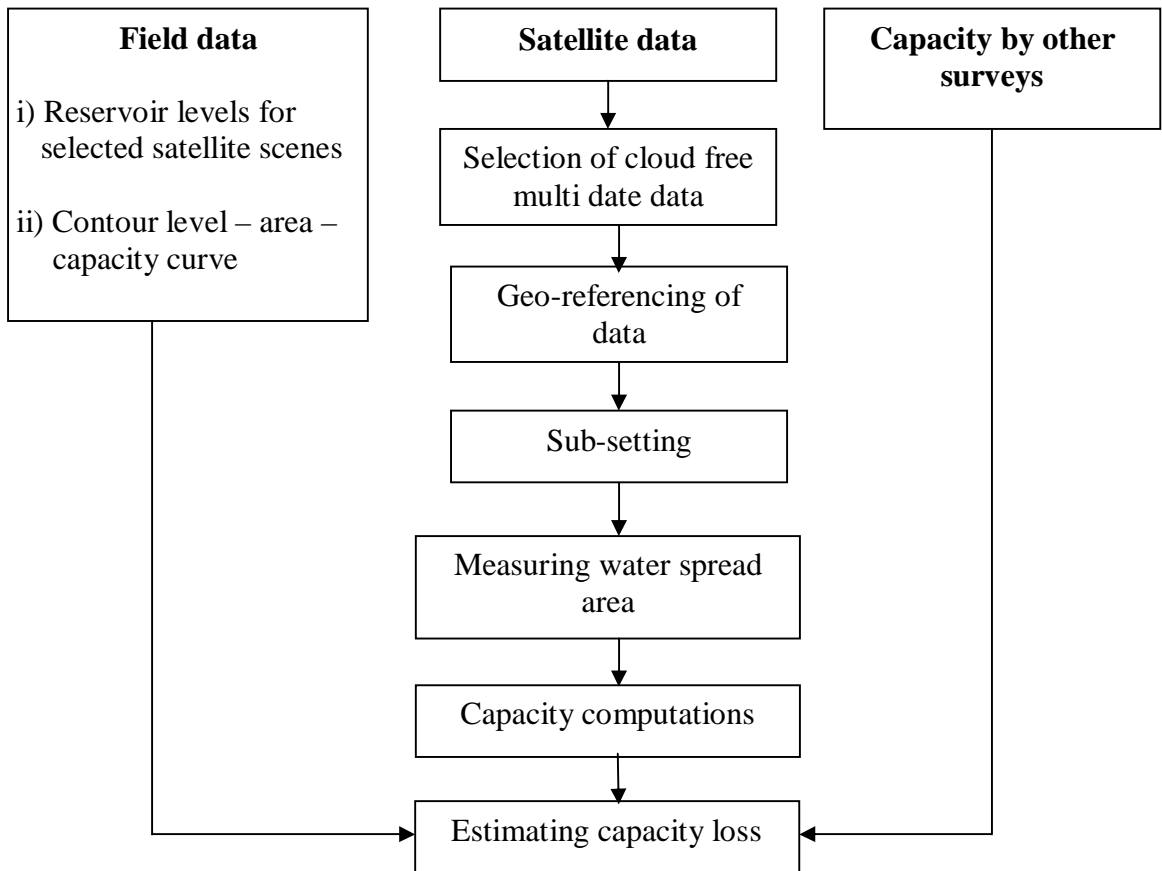 Field data
i) Reservoir levels for
selected satellite scenes
ii) Contour level – area –
capacity curve
Satellite data
Selection of cloud free
multi date data
Geo-referencing of
data
Sub-setting
Measuring water spread
area
Capacity computations
Estimating capacity loss
Capacity by other
surveys